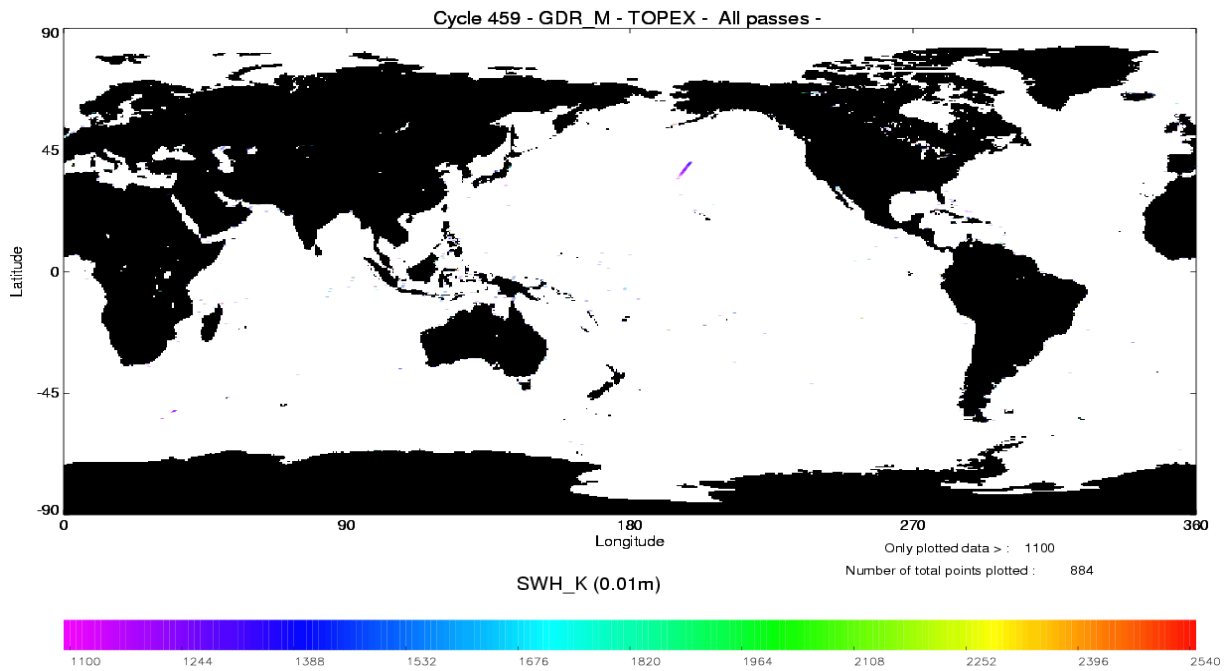 Cycle 459 - GDR_M - TOPEX - All passes -
90
45
0
-45
-90
Latitude
0 90 180 270 360
Longitude
Only plotted data > : 1100
Number of total points plotted : 884
SWH_K (0.01m)
1100 1244 1388 1532 1676 1820 1964 2108 2252 2396 2540